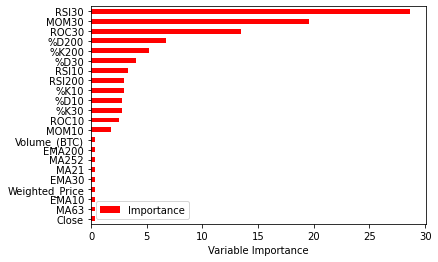 RSI30
MOM30
ROC30
%D200
%K200
%D30
RSI10
RSI200
%K10
%D10
%K30
ROC10
MOM10
Volume_(BTC)
EMA200
MA252
MA21
EMA30
Weighted_Price
EMA10
MA63
Close
Importance
0 5 10 15 20 25 30
Variable Importance